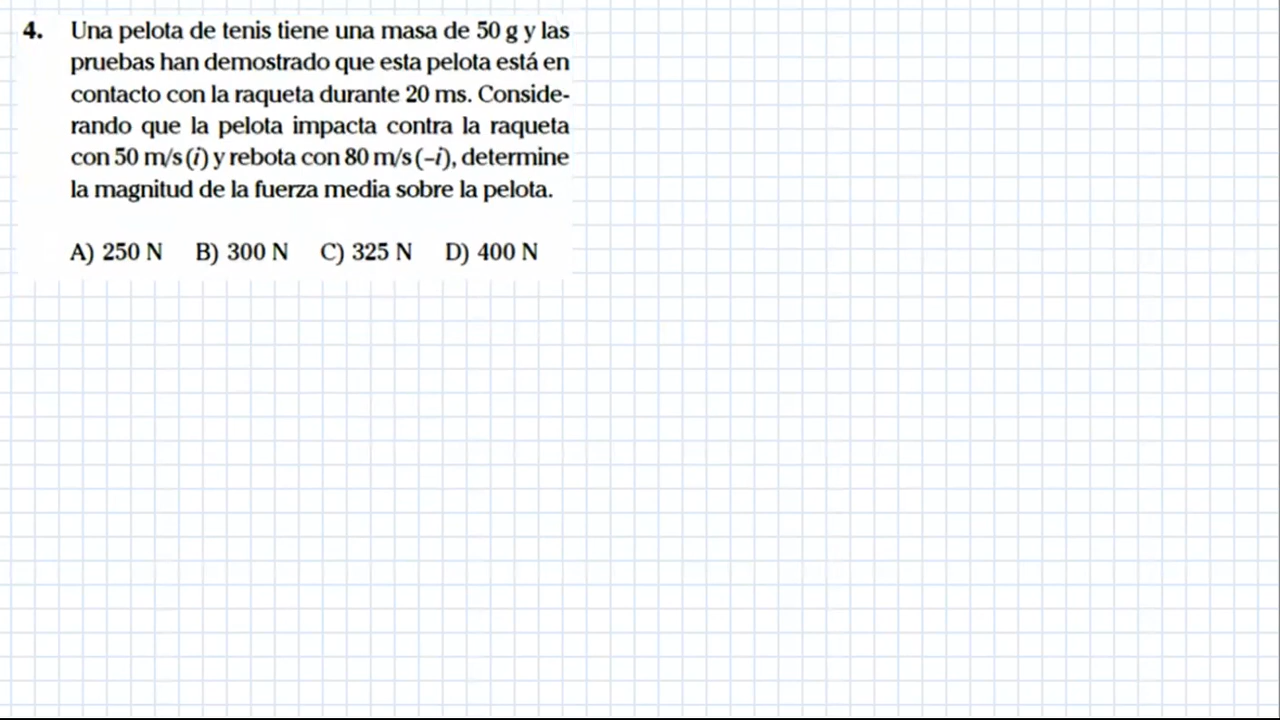 4. Una pelota de tenis tiene una masa de 50 g y las
pruebas han demostrado que esta pelota está en
contacto con la raqueta durante 20 ms. Conside-
rando que la pelota impacta contra la raqueta
con 50 m/s (i) y rebota con 80 m/s (–i), determine
la magnitud de la fuerza media sobre la pelota.
A) 250 N B) 300 N C) 325 N D) 400 N